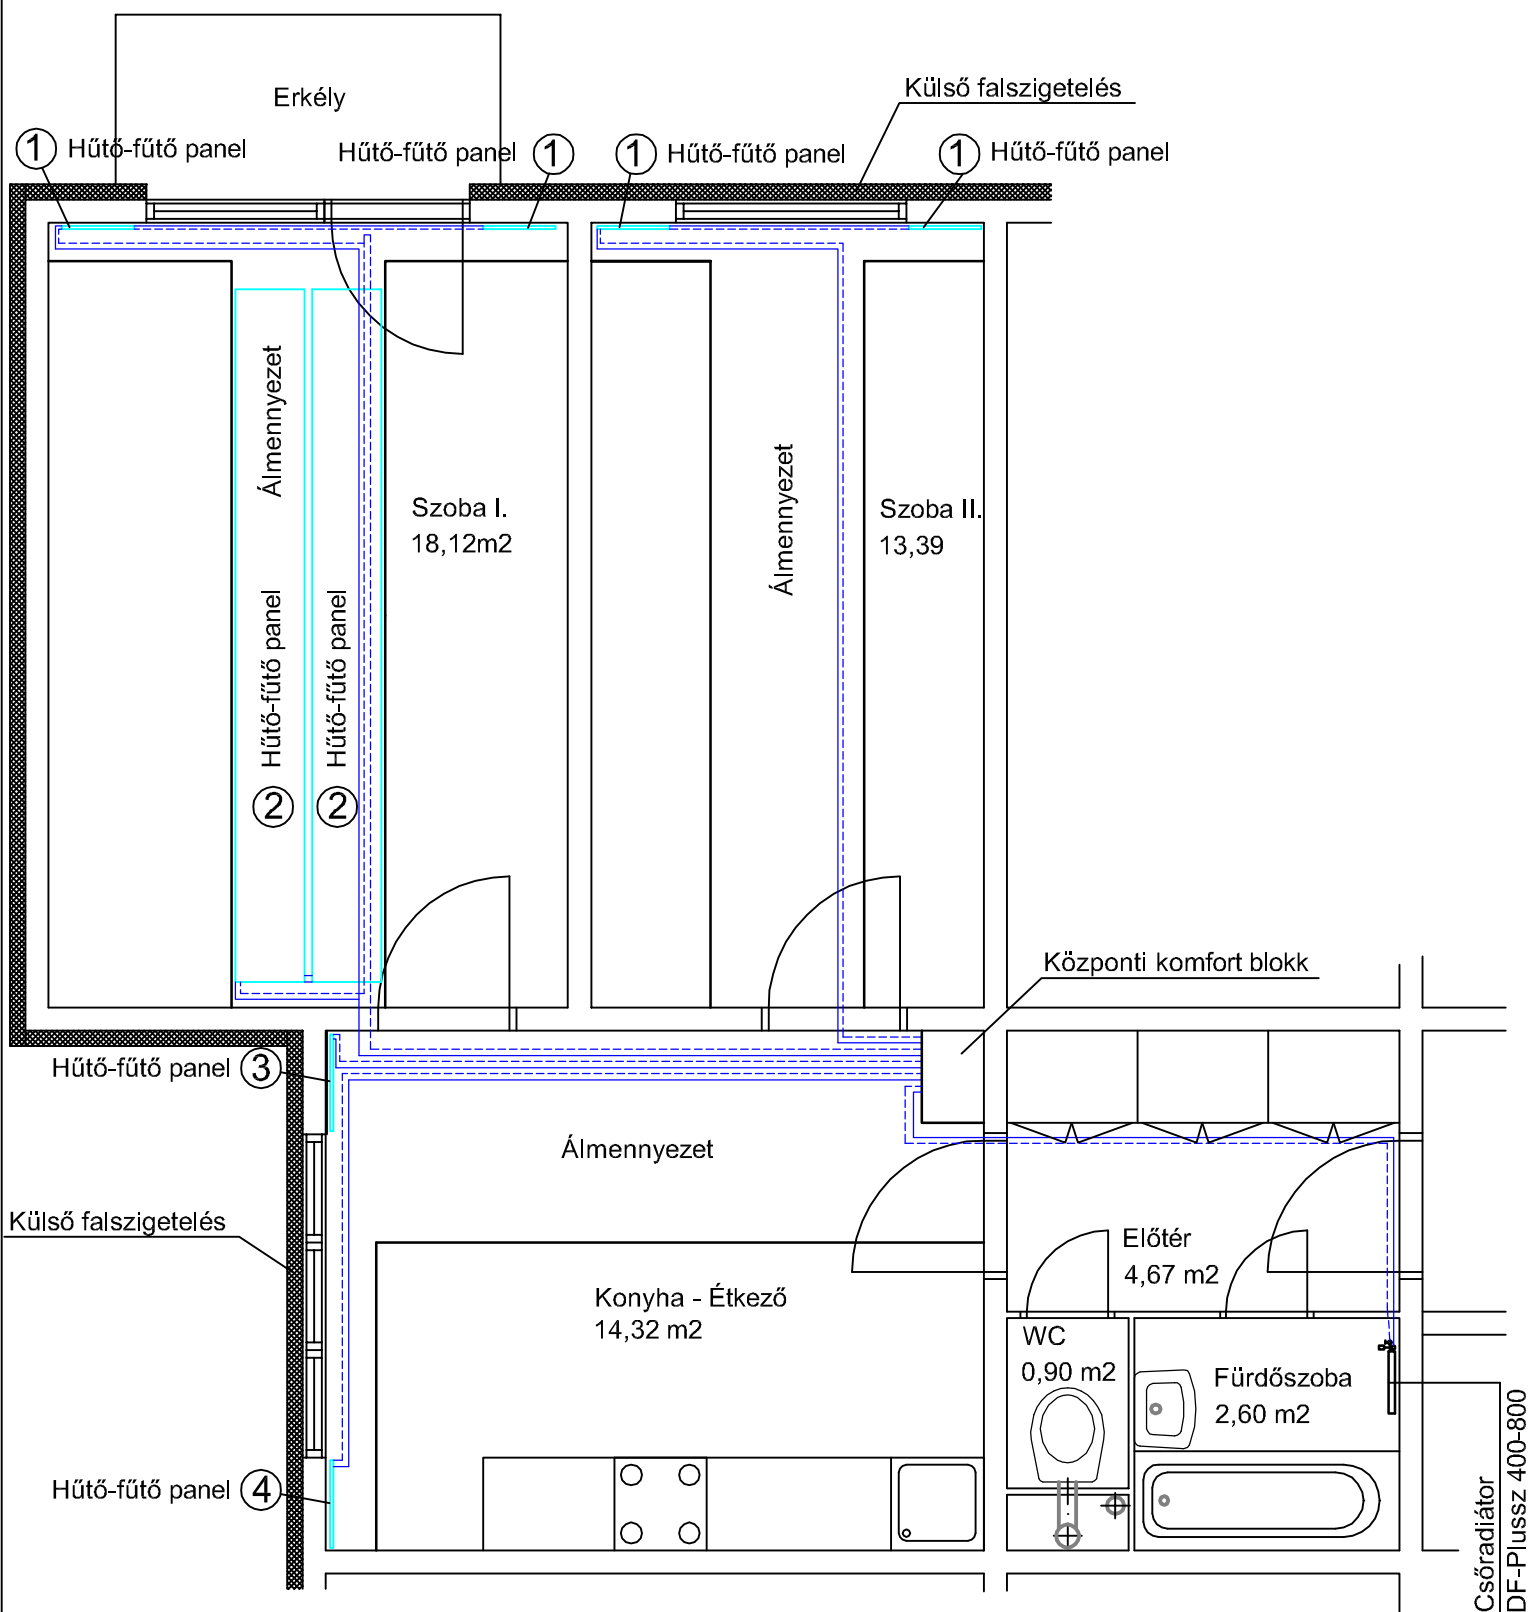 Erkély
Külső falszigetelés
1 Hűtő-fűtő panel
Hűtő-fűtő panel 1
1 Hűtő-fűtő panel
1 Hűtő-fűtő panel
Álmennyezet
Hűtő-fűtő panel
2
Hűtő-fűtő panel
2
Szoba I.
18,12m2
Álmennyezet
Szoba II.
13,39
Központi komfort blokk
Hűtő-fűtő panel 3
Álmennyezet
Külső falszigetelés
Előtér
4,67 m2
Konyha - Étkező
14,32 m2
WC
0,90 m2
Fürdőszoba
2,60 m2
Hűtő-fűtő panel 4
Csőradiátor
DF-Plussz 400-800